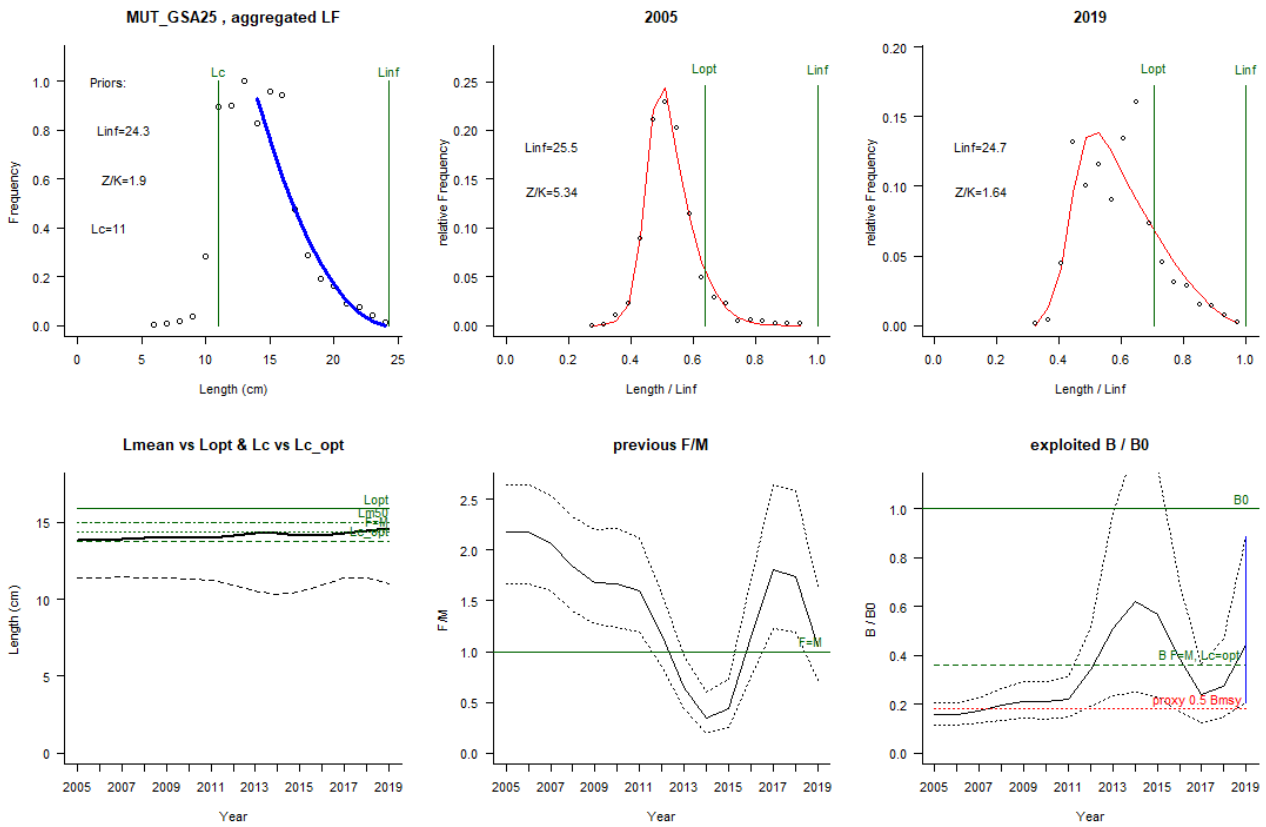 MUT_GSA25 , aggregated LF
Frequency
0.0
0.2
0.4
0.6
0.8
1.0
Priors:
Linf=24.3
Z/K=1.9
Lc=11
Lc
Linf
0
5
10
15
20
25
Length (cm)
2005
relative Frequency
0.00
0.05
0.10
0.15
0.20
0.25
Linf=25.5
Z/K=5.34
Lopt
Linf
0.0
0.2
0.4
0.6
0.8
1.0
Length / Linf
2019
relative Frequency
0.00
0.05
0.10
0.15
0.20
Linf=24.7
Z/K=1.64
Lopt
Linf
0.0
0.2
0.4
0.6
0.8
1.0
Length / Linf
Lmean vs Lopt & Lc vs Lc_opt
Length (cm)
0
5
10
15
Lopt
Lm50
F=M
Lc_opt
2005
2007
2009
2011
2013
2015
2017
2019
Year
previous F/M
F/M
0.0
0.5
1.0
1.5
2.0
2.5
F=M
2005
2007
2009
2011
2013
2015
2017
2019
Year
exploited B / B0
B / B0
0.0
0.2
0.4
0.6
0.8
1.0
B0
B F=M, Lc=opt
proxy 0.5 Bmsy
2005
2007
2009
2011
2013
2015
2017
2019
Year